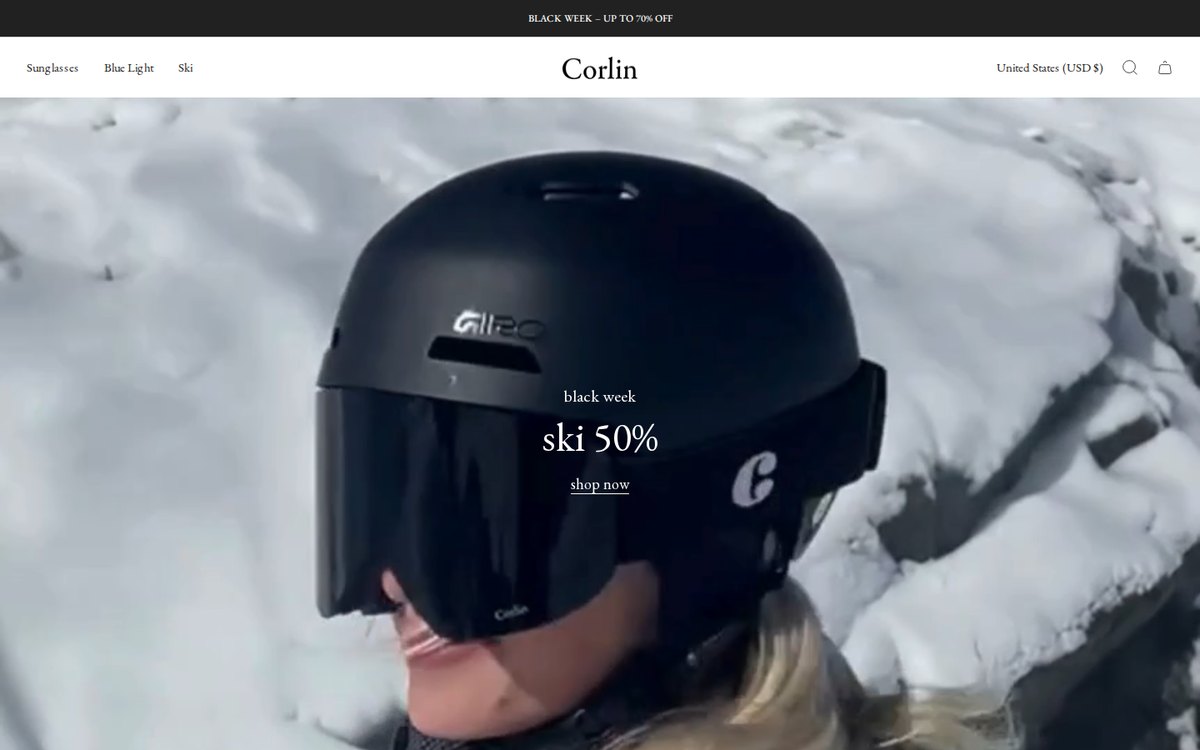 BLACK WEEK – UP TO 70% OFF
Sunglasses
Blue Light
Ski
Corlin
United States (USD $)
GIRO
black week
ski 50%
C
shop now
Corlin